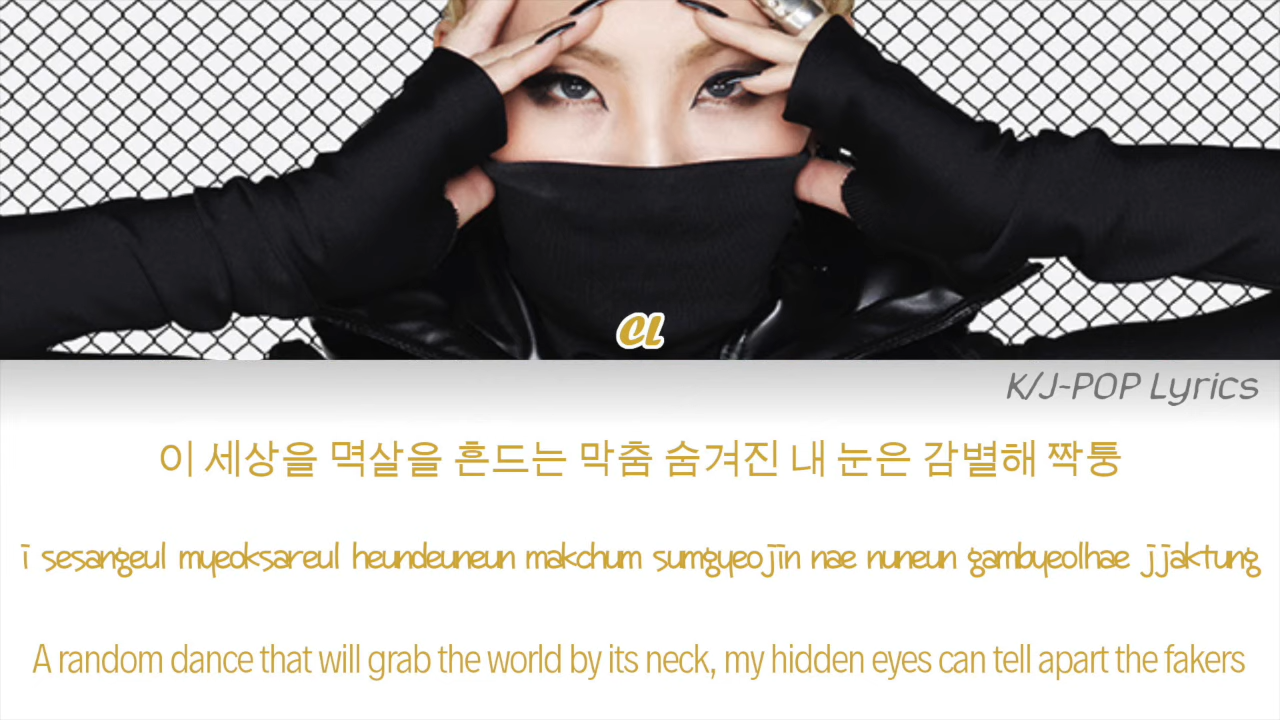 CL
K/J-POP Lyrics
이 세상을 멱살을 흔드는 막춤 숨겨진 내 눈은 감별해 짝퉁
i sesangeul myeoksareul heundeuneun makchum sumgyeojin nae nuneun gambyeolhae jjaktung
A random dance that will grab the world by its neck, my hidden eyes can tell apart the fakers